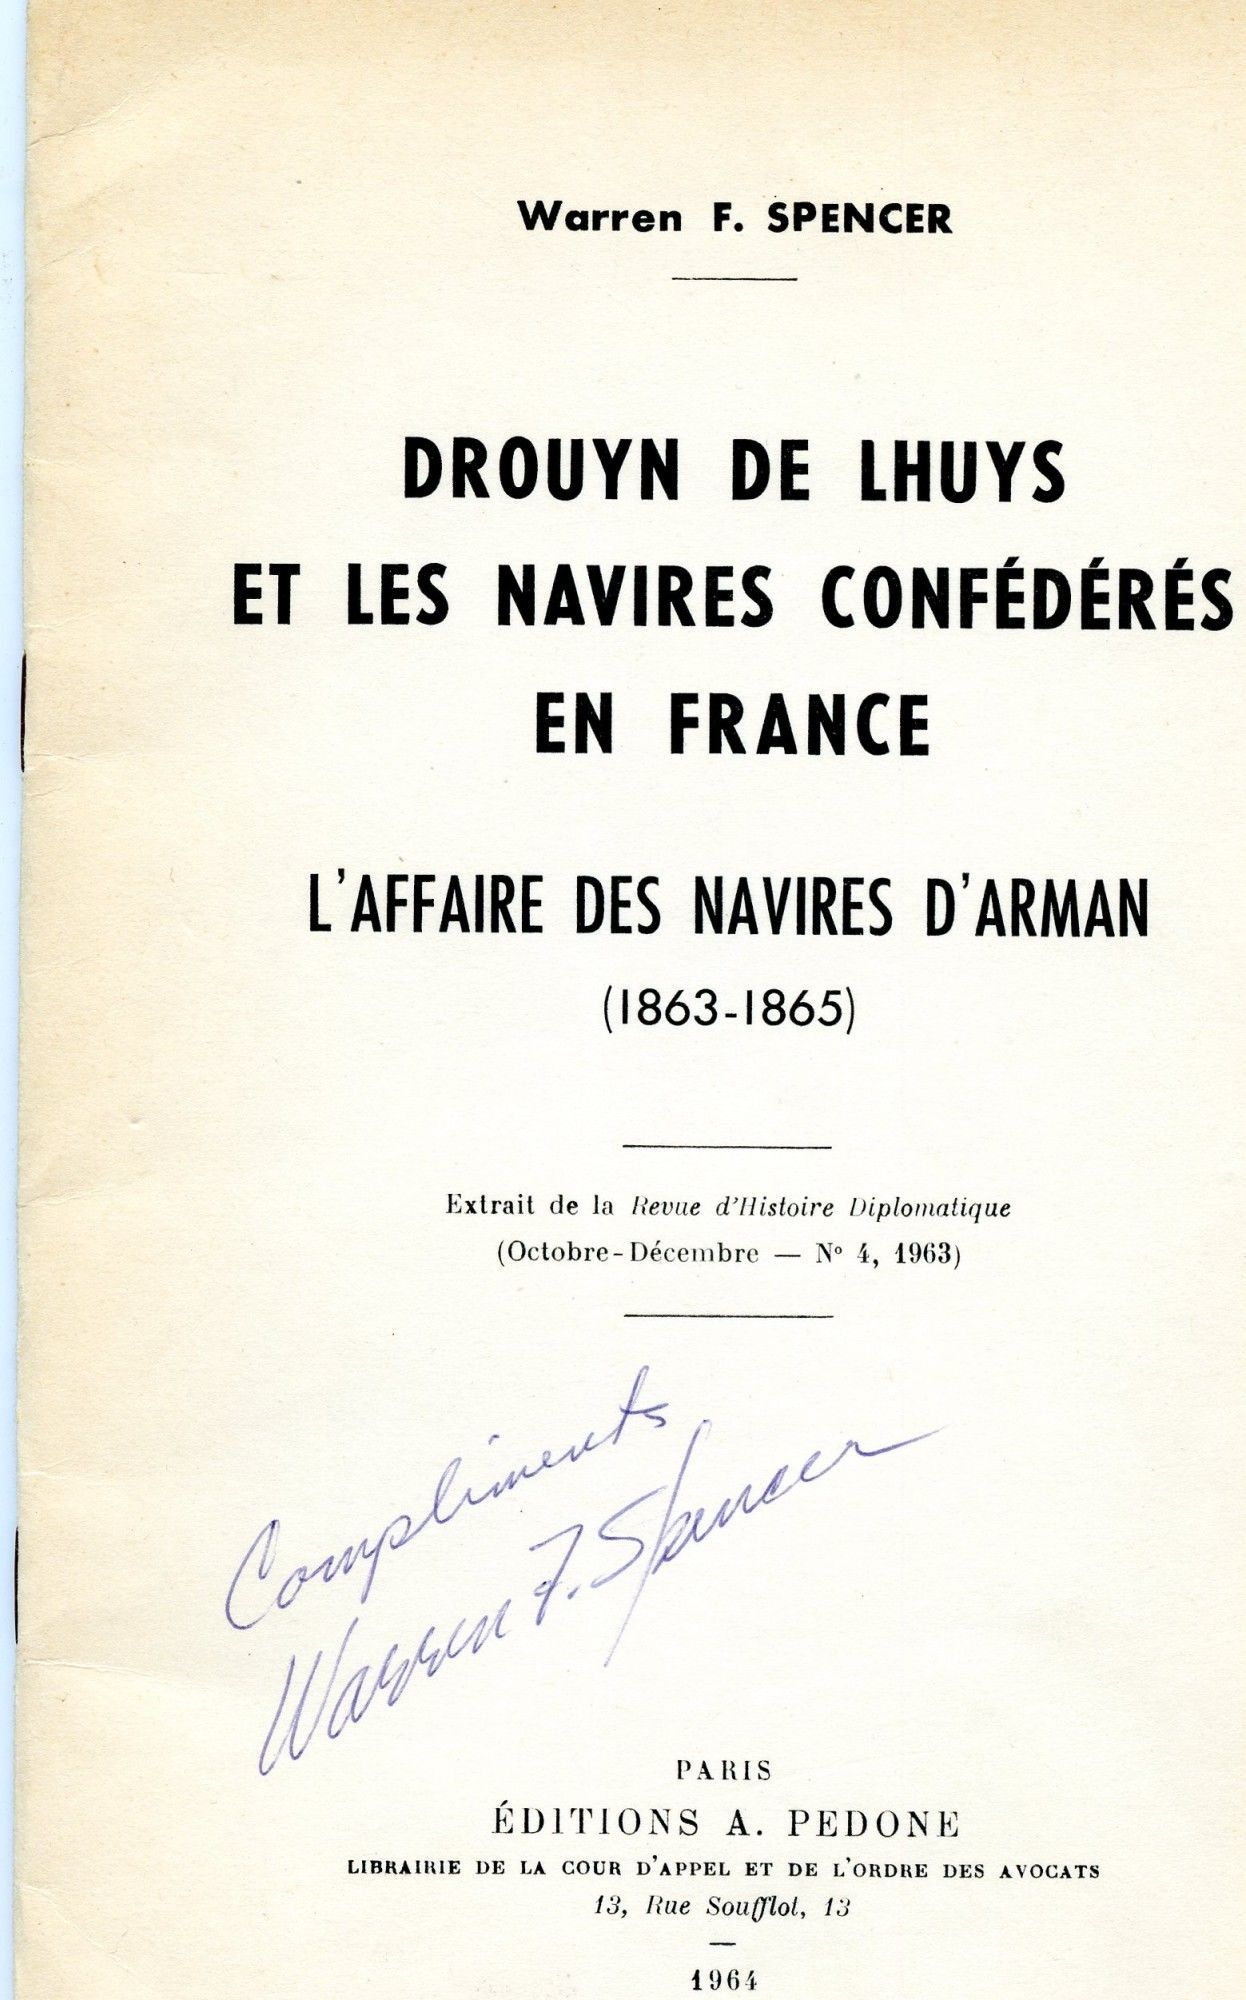 Warren F. SPENCER
DROUYN DE LHUYS
ET LES NAVIRES CONFÉDÉRÉS
EN FRANCE
L'AFFAIRE DES NAVIRES D'ARMAN
(1863-1865)
Extrait de la Revue d'Histoire Diplomatique
(Octobre-Décembre — Nº 4, 1963)
Compliments
Warren F. Spencer
PARIS
ÉDITIONS A. PEDONE
LIBRAIRIE DE LA COUR D'APPEL ET DE L'ORDRE DES AVOCATS
13, Rue Soufflot, 13
1964